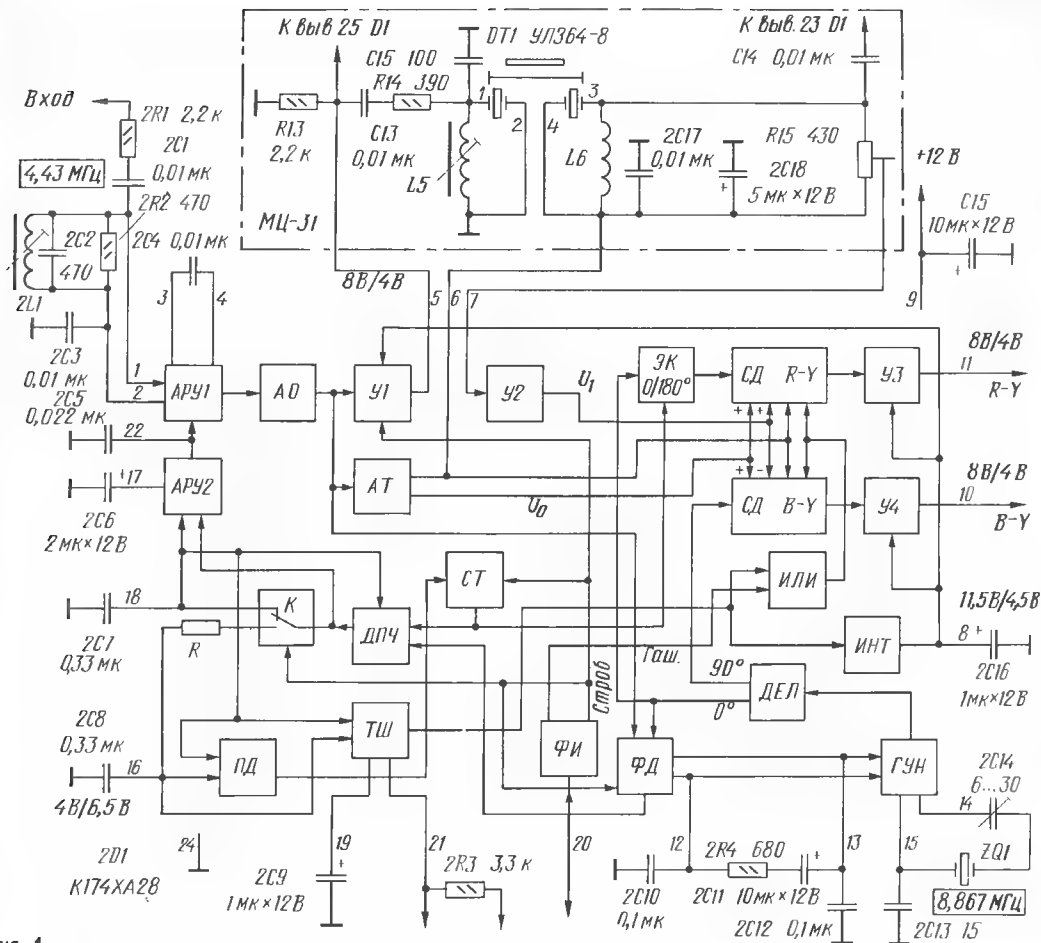 К выв 25 D1
DT1 УЛЗ64-8
К выв. 23 D1
C15 100
R14 390
C14 0,01 мк
Вход
2R1 2,2 к
2C1
0,01 мк
4,43 МГц
2R2 470
2C2
470
2C4 0,01 мк
2L1
R13
2,2 к
C13
0,01 мк
1
2
L5
4
3
L6
2C17
0,01 мк
R15 430
2C18
5 мк × 12 В
МЦ-31
+12 В
C15
10 мк × 12 В
3
4
8В/4В
5
6
7
9
2C3
0,01 мк
1
2
2C5
0,022 мк
22
АРУ1
АО
У1
У2
U1
ЭК
0/180°
СД R-Y
У3
8В/4В
11
R-Y
+17
АРУ2
2C6
2 мк × 12 В
АТ
U0
+
+
+
-
СД B-Y
У4
8В/4В
10
B-Y
18
2C7
0,33 мк
R
К
ДПЧ
СТ
Строб
Гаш.
ИЛИ
90°
0°
ДЕЛ
ИНТ
11,5В/4,5В
8 +
2C16
1 мк × 12 В
2C8
0,33 мк
16
4В/6,5В
ПД
ТШ
ФИ
ФД
ГУН
2C14
6...30
14
24
2D1
К174ХА28
19
+
2C9
1 мк × 12 В
21
2R3 3,3 к
20
12
2C10
0,1 мк
2R4 680
2C11 10 мк × 12 В
+
13
2C12 0,1 мк
15
ZQ1
8,867 МГц
2C13 15